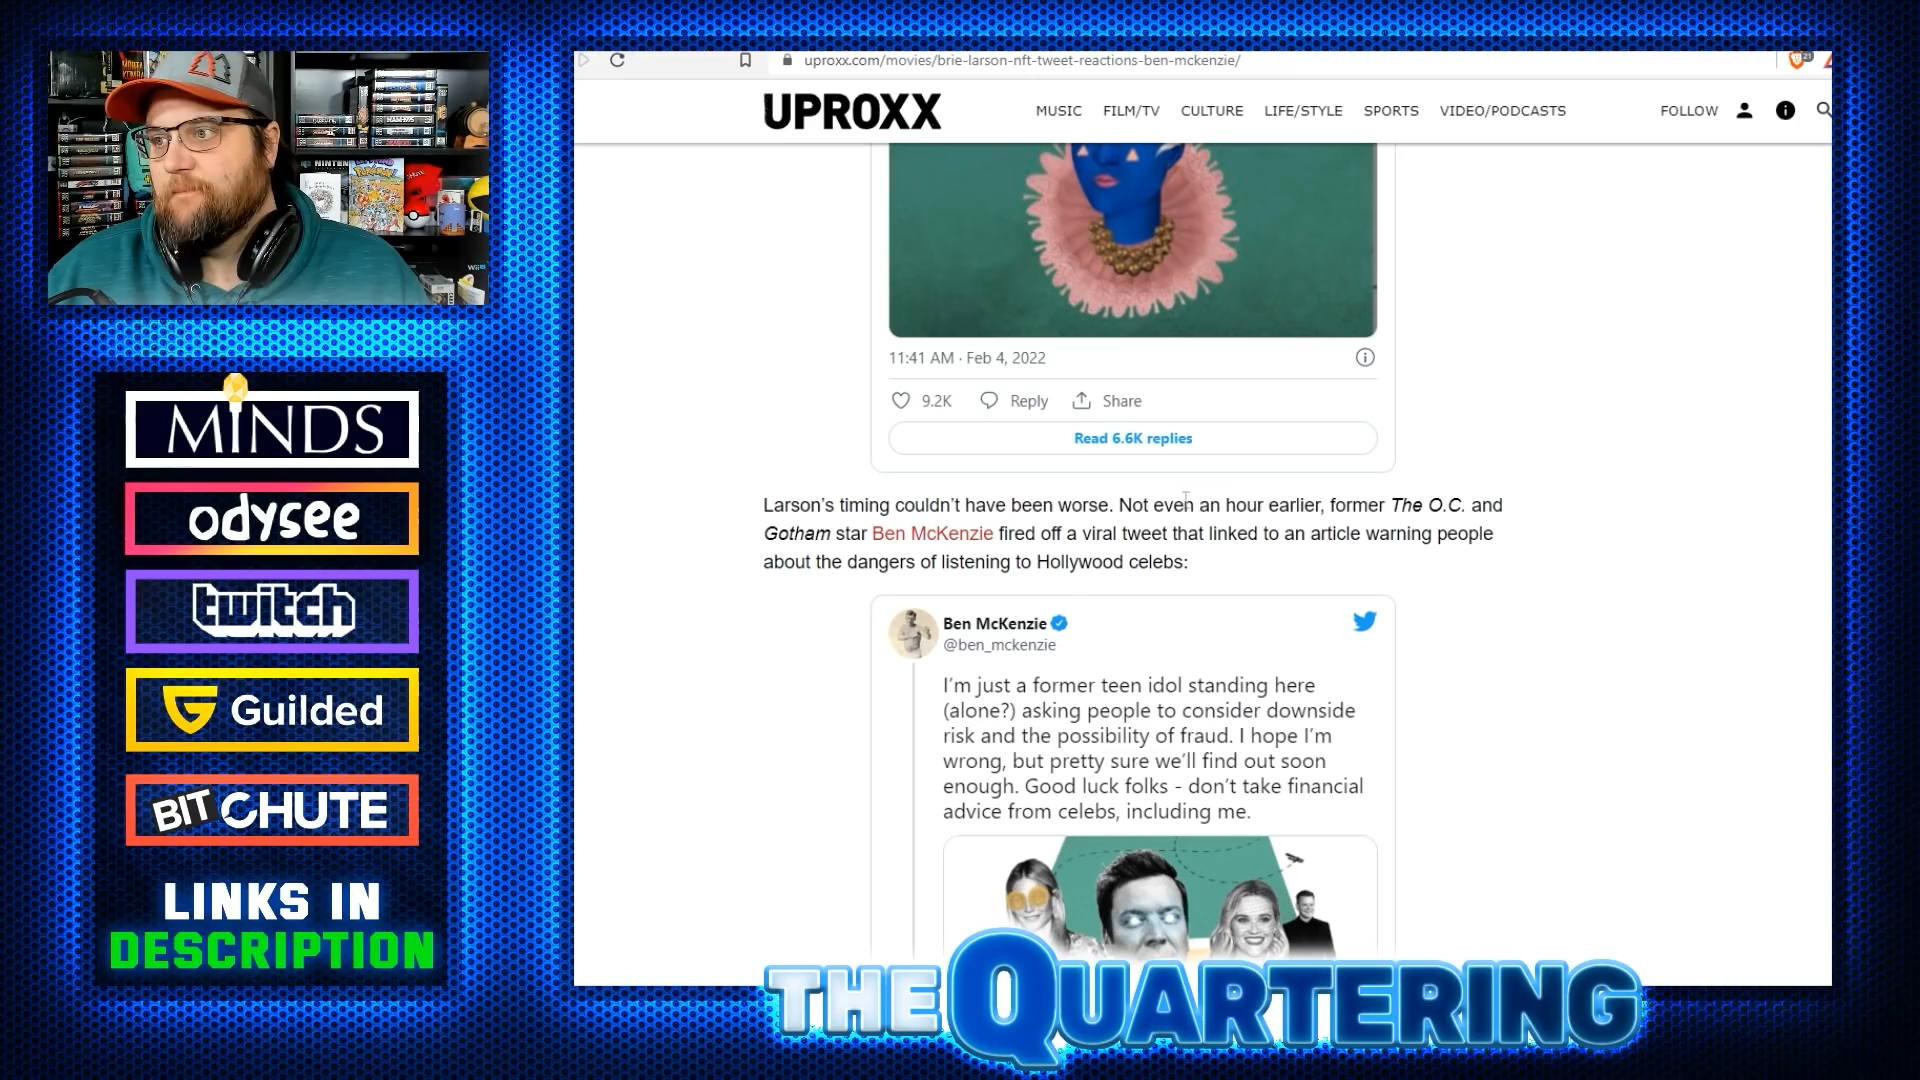 uproxx.com/movies/brie-larson-nft-tweet-reactions-ben-mckenzie/
21
UPROXX
MUSIC FILM/TV CULTURE LIFE/STYLE SPORTS VIDEO/PODCASTS FOLLOW
11:41 AM · Feb 4, 2022
9.2K Reply Share
Read 6.6K replies
Larson’s timing couldn’t have been worse. Not even an hour earlier, former The O.C. and
Gotham star Ben McKenzie fired off a viral tweet that linked to an article warning people
about the dangers of listening to Hollywood celebs:
Ben McKenzie
@ben_mckenzie
I’m just a former teen idol standing here
(alone?) asking people to consider downside
risk and the possibility of fraud. I hope I’m
wrong, but pretty sure we’ll find out soon
enough. Good luck folks - don’t take financial
advice from celebs, including me.
NINTEN
Pokémon
WiiU
MINDS
odysee
twitch
Guilded
BITCHUTE
LINKS IN
DESCRIPTION
THE QUARTERING